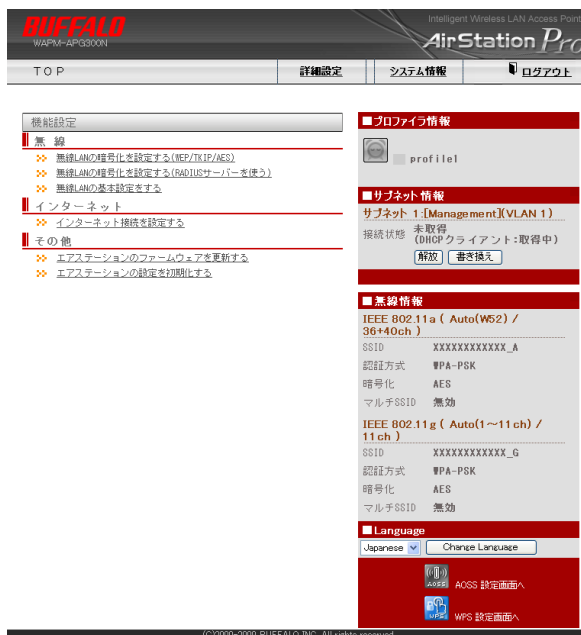 BUFFALO
WAPM-APG300N
Intelligent Wireless LAN Access Point
AirStation Pro
TOP
詳細設定
システム情報
ログアウト
機能設定
無 線
無線LANの暗号化を設定する(WEP/TKIP/AES)
無線LANの暗号化を設定する(RADIUSサーバーを使う)
無線LANの基本設定をする
インターネット
インターネット接続を設定する
その他
エアステーションのファームウェアを更新する
エアステーションの設定を初期化する
■プロファイラ情報
profile1
■サブネット情報
サブネット 1:[Management](VLAN 1)
接続状態 未取得
(DHCPクライアント:取得中)
解放 書き換え
■無線情報
IEEE 802.11a ( Auto(W52) /
36+40ch )
SSID XXXXXXXXXXXX_A
認証方式 WPA-PSK
暗号化 AES
マルチSSID 無効
IEEE 802.11g ( Auto(1～11ch) /
11ch )
SSID XXXXXXXXXXXX_G
認証方式 WPA-PSK
暗号化 AES
マルチSSID 無効
■Language
Japanese Change Language
AOSS AOSS 設定画面へ
WPS WPS 設定画面へ
(C)2000-2009 BUFFALO INC. All rights reserved.